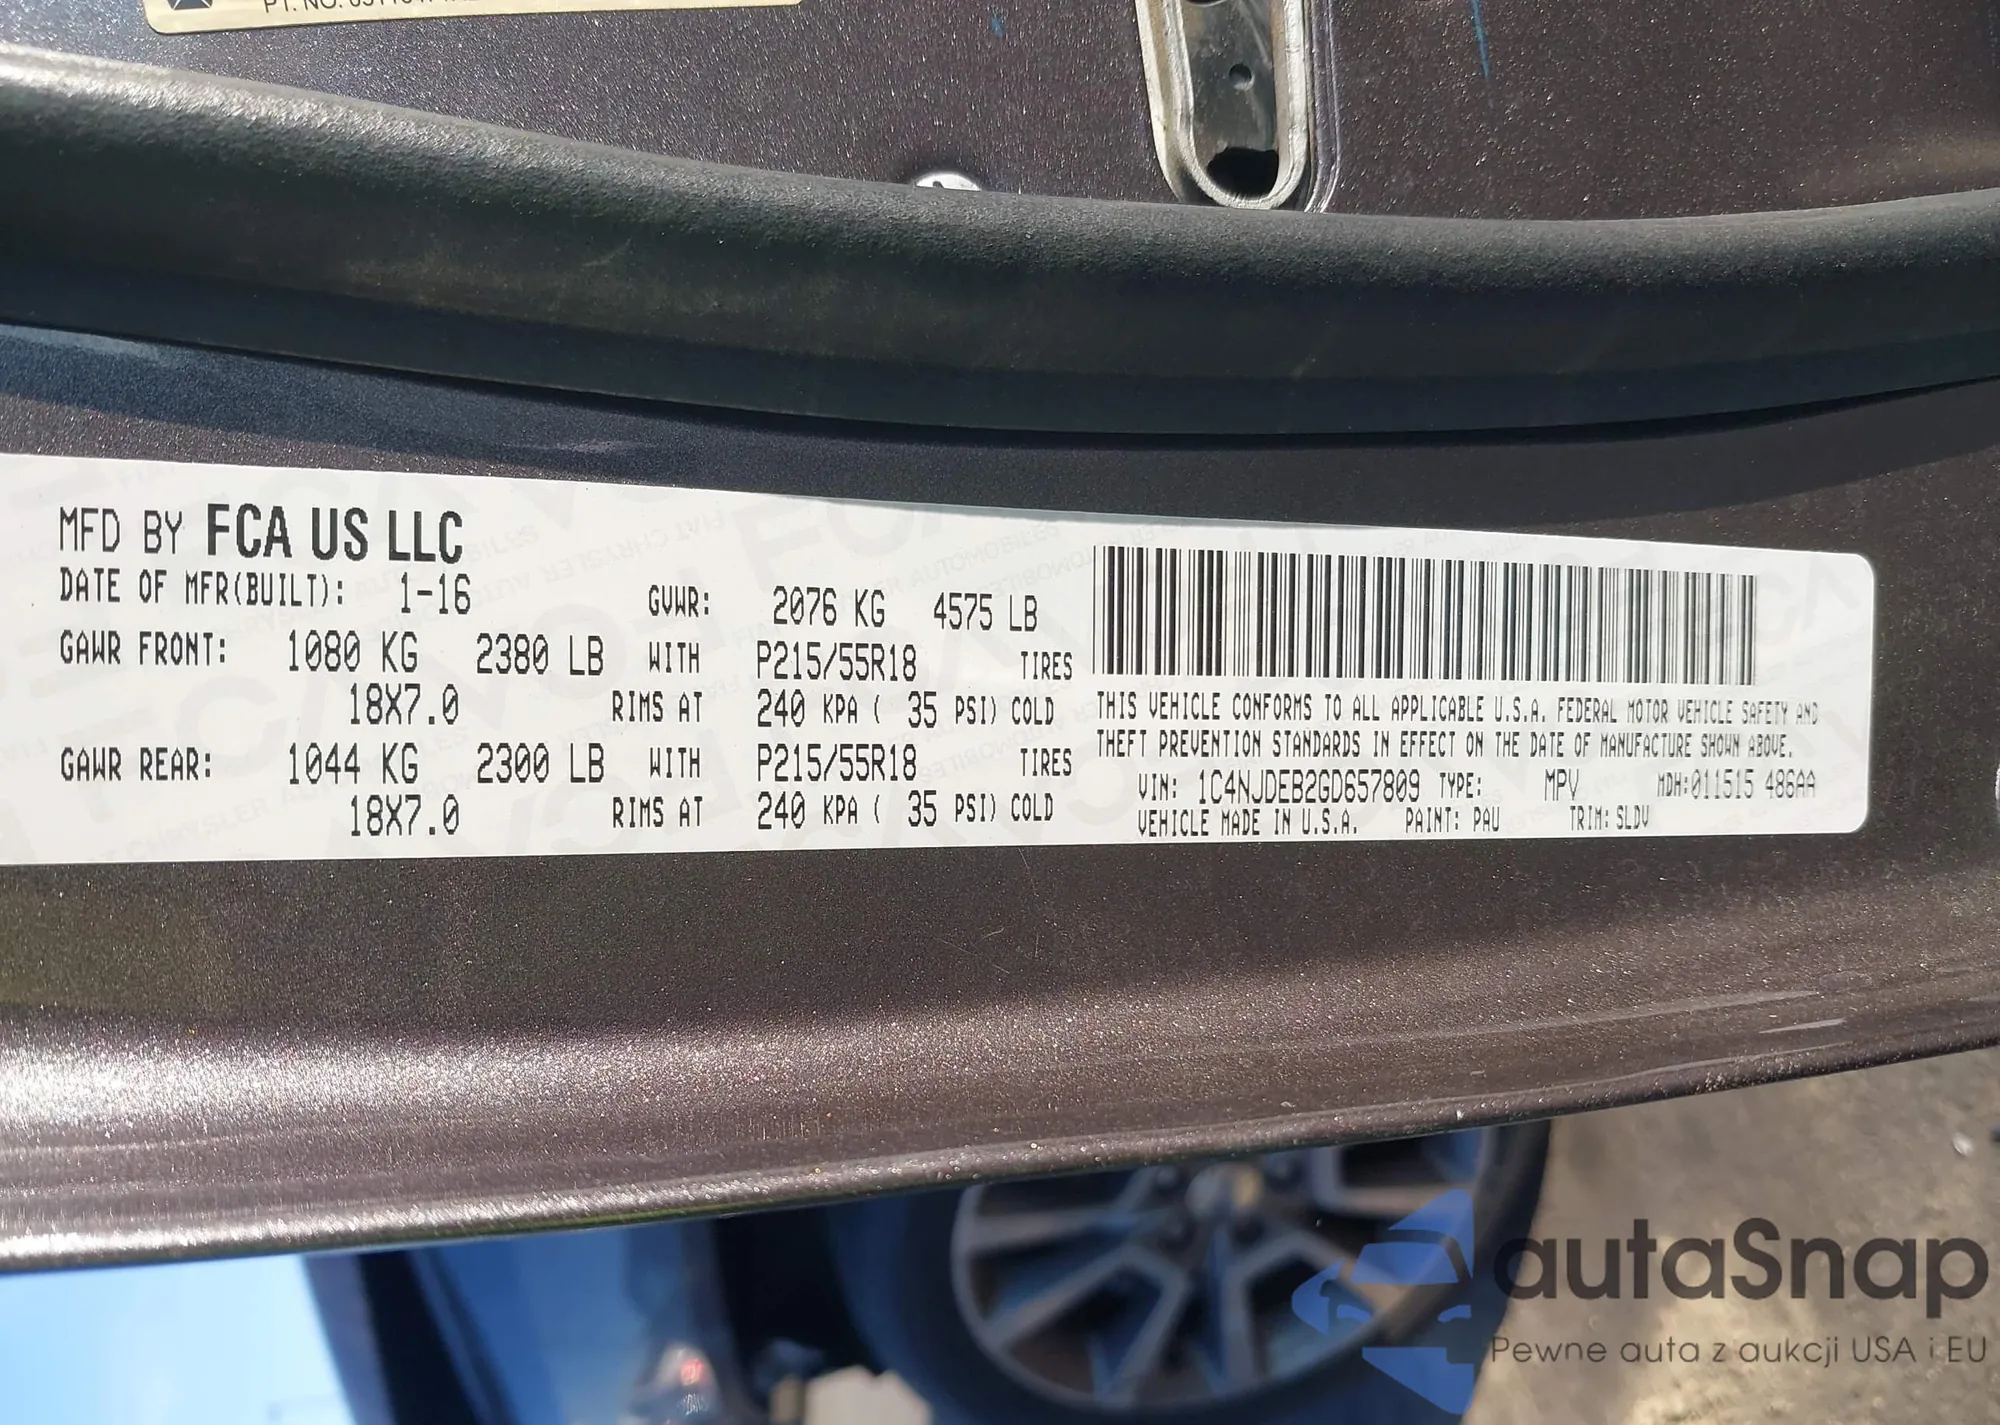 PT. NO.
MFD BY FCA US LLC
DATE OF MFR(BUILT): 1-16 GVWR: 2076 KG 4575 LB
GAWR FRONT: 1080 KG 2380 LB WITH P215/55R18 TIRES
18X7.0 RIMS AT 240 KPA ( 35 PSI) COLD
GAWR REAR: 1044 KG 2300 LB WITH P215/55R18 TIRES
18X7.0 RIMS AT 240 KPA ( 35 PSI) COLD
THIS VEHICLE CONFORMS TO ALL APPLICABLE U.S.A. FEDERAL MOTOR VEHICLE SAFETY AND
THEFT PREVENTION STANDARDS IN EFFECT ON THE DATE OF MANUFACTURE SHOWN ABOVE.
VIN: 1C4NJDEB2GD657809 TYPE: MPV MDH:011515 486AA
VEHICLE MADE IN U.S.A. PAINT: PAU TRIM: SLDV
autaSnap
Pewne auta z aukcji USA i EU